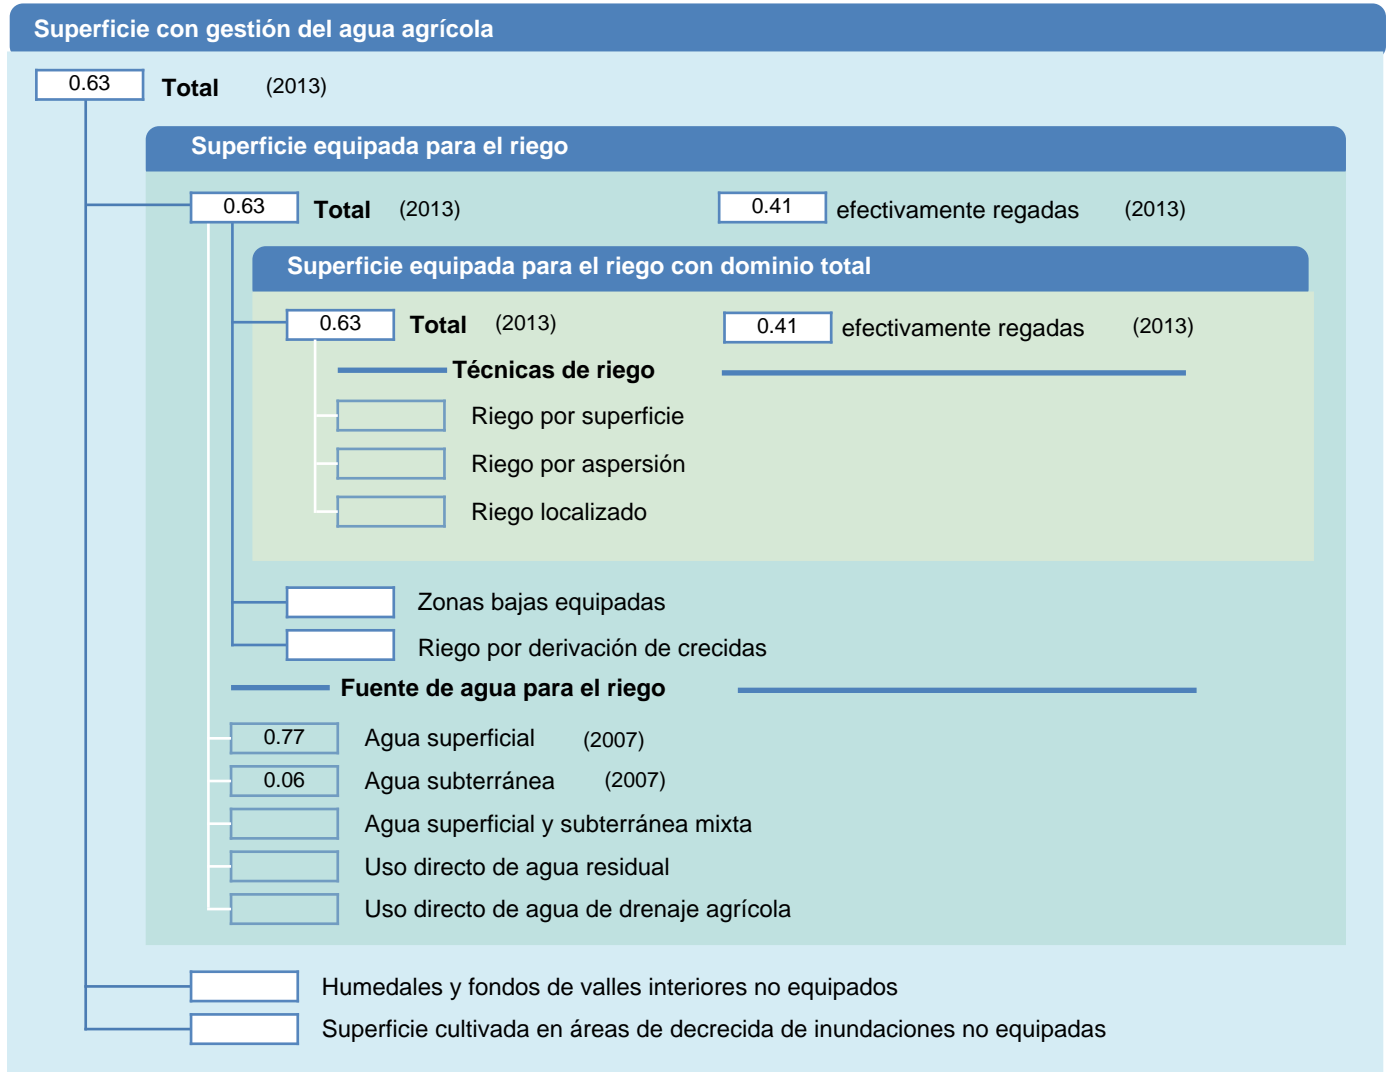 Superficie con gestión del agua agrícola
0.63 Total (2013)
Superficie equipada para el riego
0.63 Total (2013) 0.41 efectivamente regadas (2013)
Superficie equipada para el riego con dominio total
0.63 Total (2013) 0.41 efectivamente regadas (2013)
Técnicas de riego
Riego por superficie
Riego por aspersión
Riego localizado
Zonas bajas equipadas
Riego por derivación de crecidas
Fuente de agua para el riego
0.77 Agua superficial (2007)
0.06 Agua subterránea (2007)
Agua superficial y subterránea mixta
Uso directo de agua residual
Uso directo de agua de drenaje agrícola
Humedales y fondos de valles interiores no equipados
Superficie cultivada en áreas de decrecida de inundaciones no equipadas